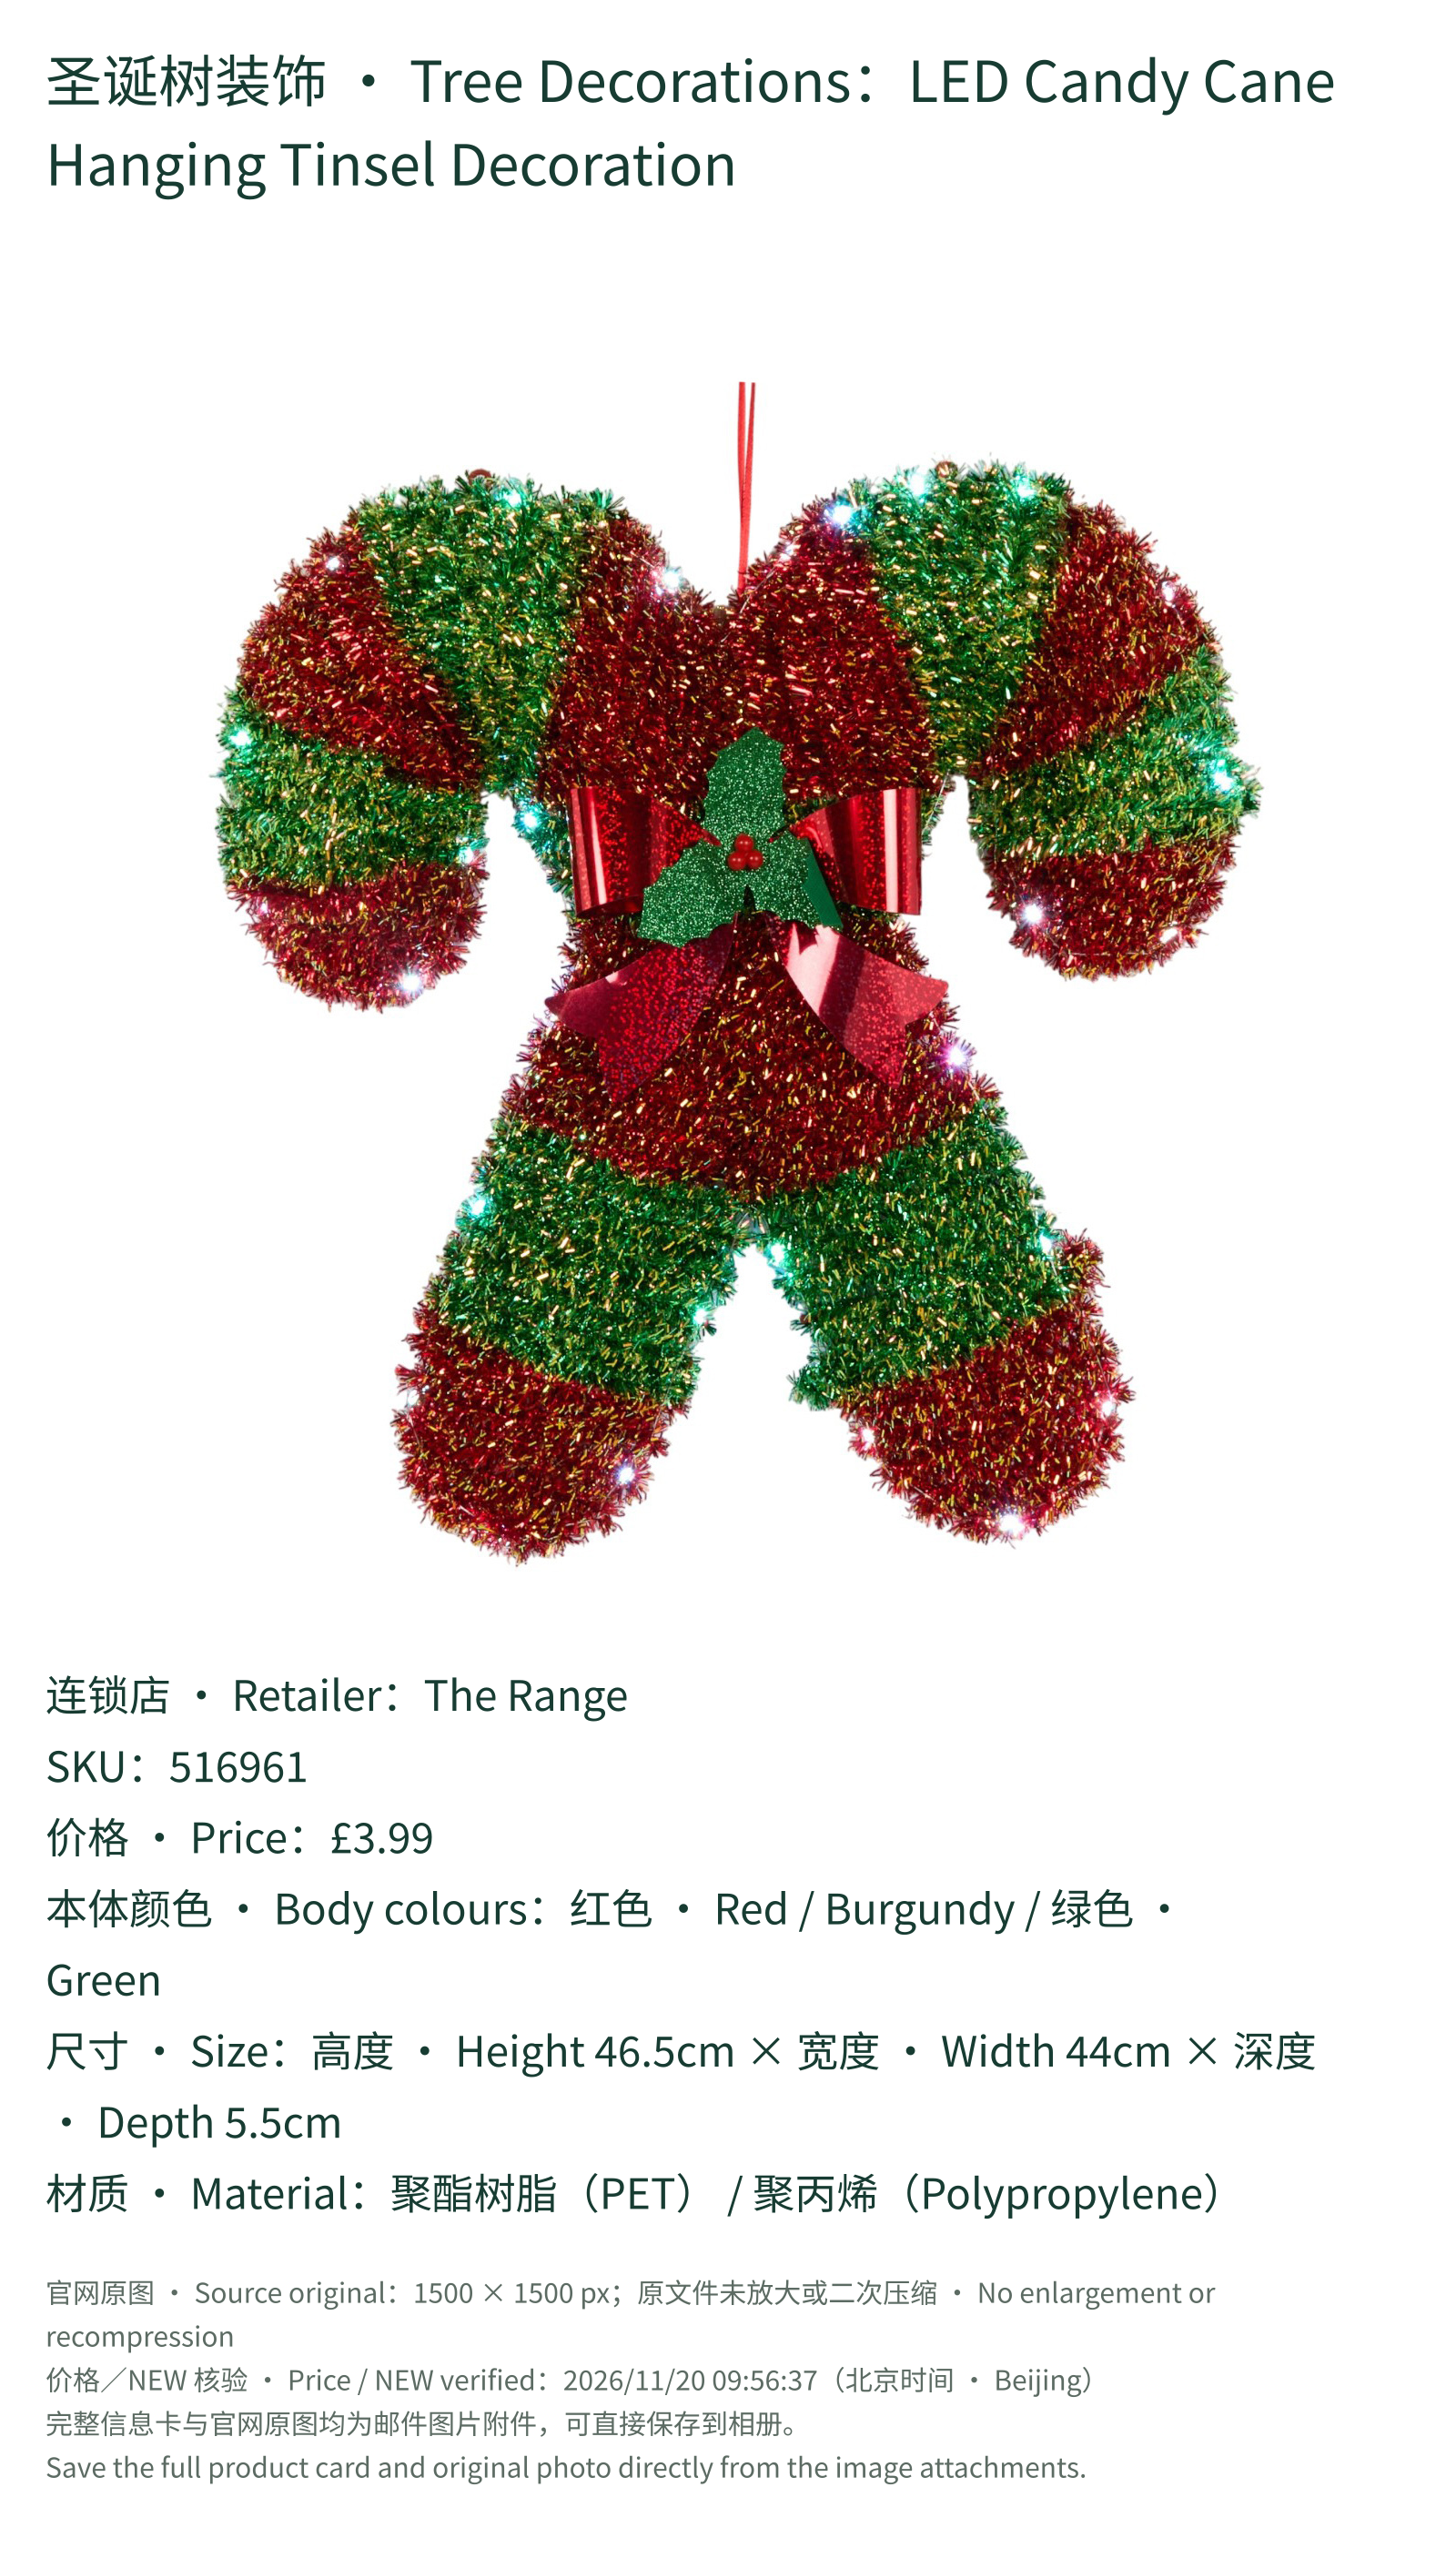 圣诞树装饰 · Tree Decorations：LED Candy Cane
Hanging Tinsel Decoration
连锁店 · Retailer：The Range
SKU：516961
价格 · Price：£3.99
本体颜色 · Body colours：红色 · Red / Burgundy / 绿色 ·
Green
尺寸 · Size：高度 · Height 46.5cm × 宽度 · Width 44cm × 深度
· Depth 5.5cm
材质 · Material：聚酯树脂（PET） / 聚丙烯（Polypropylene）
官网原图 · Source original：1500 × 1500 px；原文件未放大或二次压缩 · No enlargement or
recompression
价格／NEW 核验 · Price / NEW verified：2026/11/20 09:56:37（北京时间 · Beijing）
完整信息卡与官网原图均为邮件图片附件，可直接保存到相册。
Save the full product card and original photo directly from the image attachments.